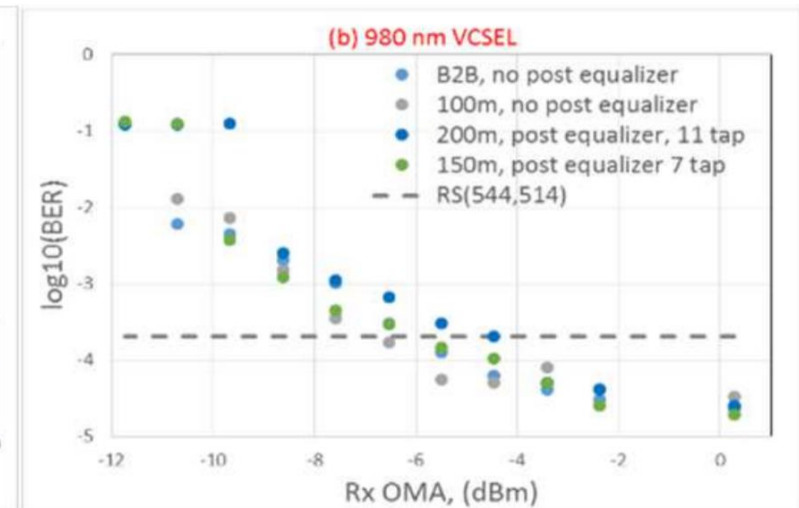 (b) 980 nm VCSEL
B2B, no post equalizer
100m, no post equalizer
200m, post equalizer, 11 tap
150m, post equalizer 7 tap
RS(544,514)
log10(BER)
0
-1
-2
-3
-4
-5
-12 -10 -8 -6 -4 -2 0
Rx OMA, (dBm)